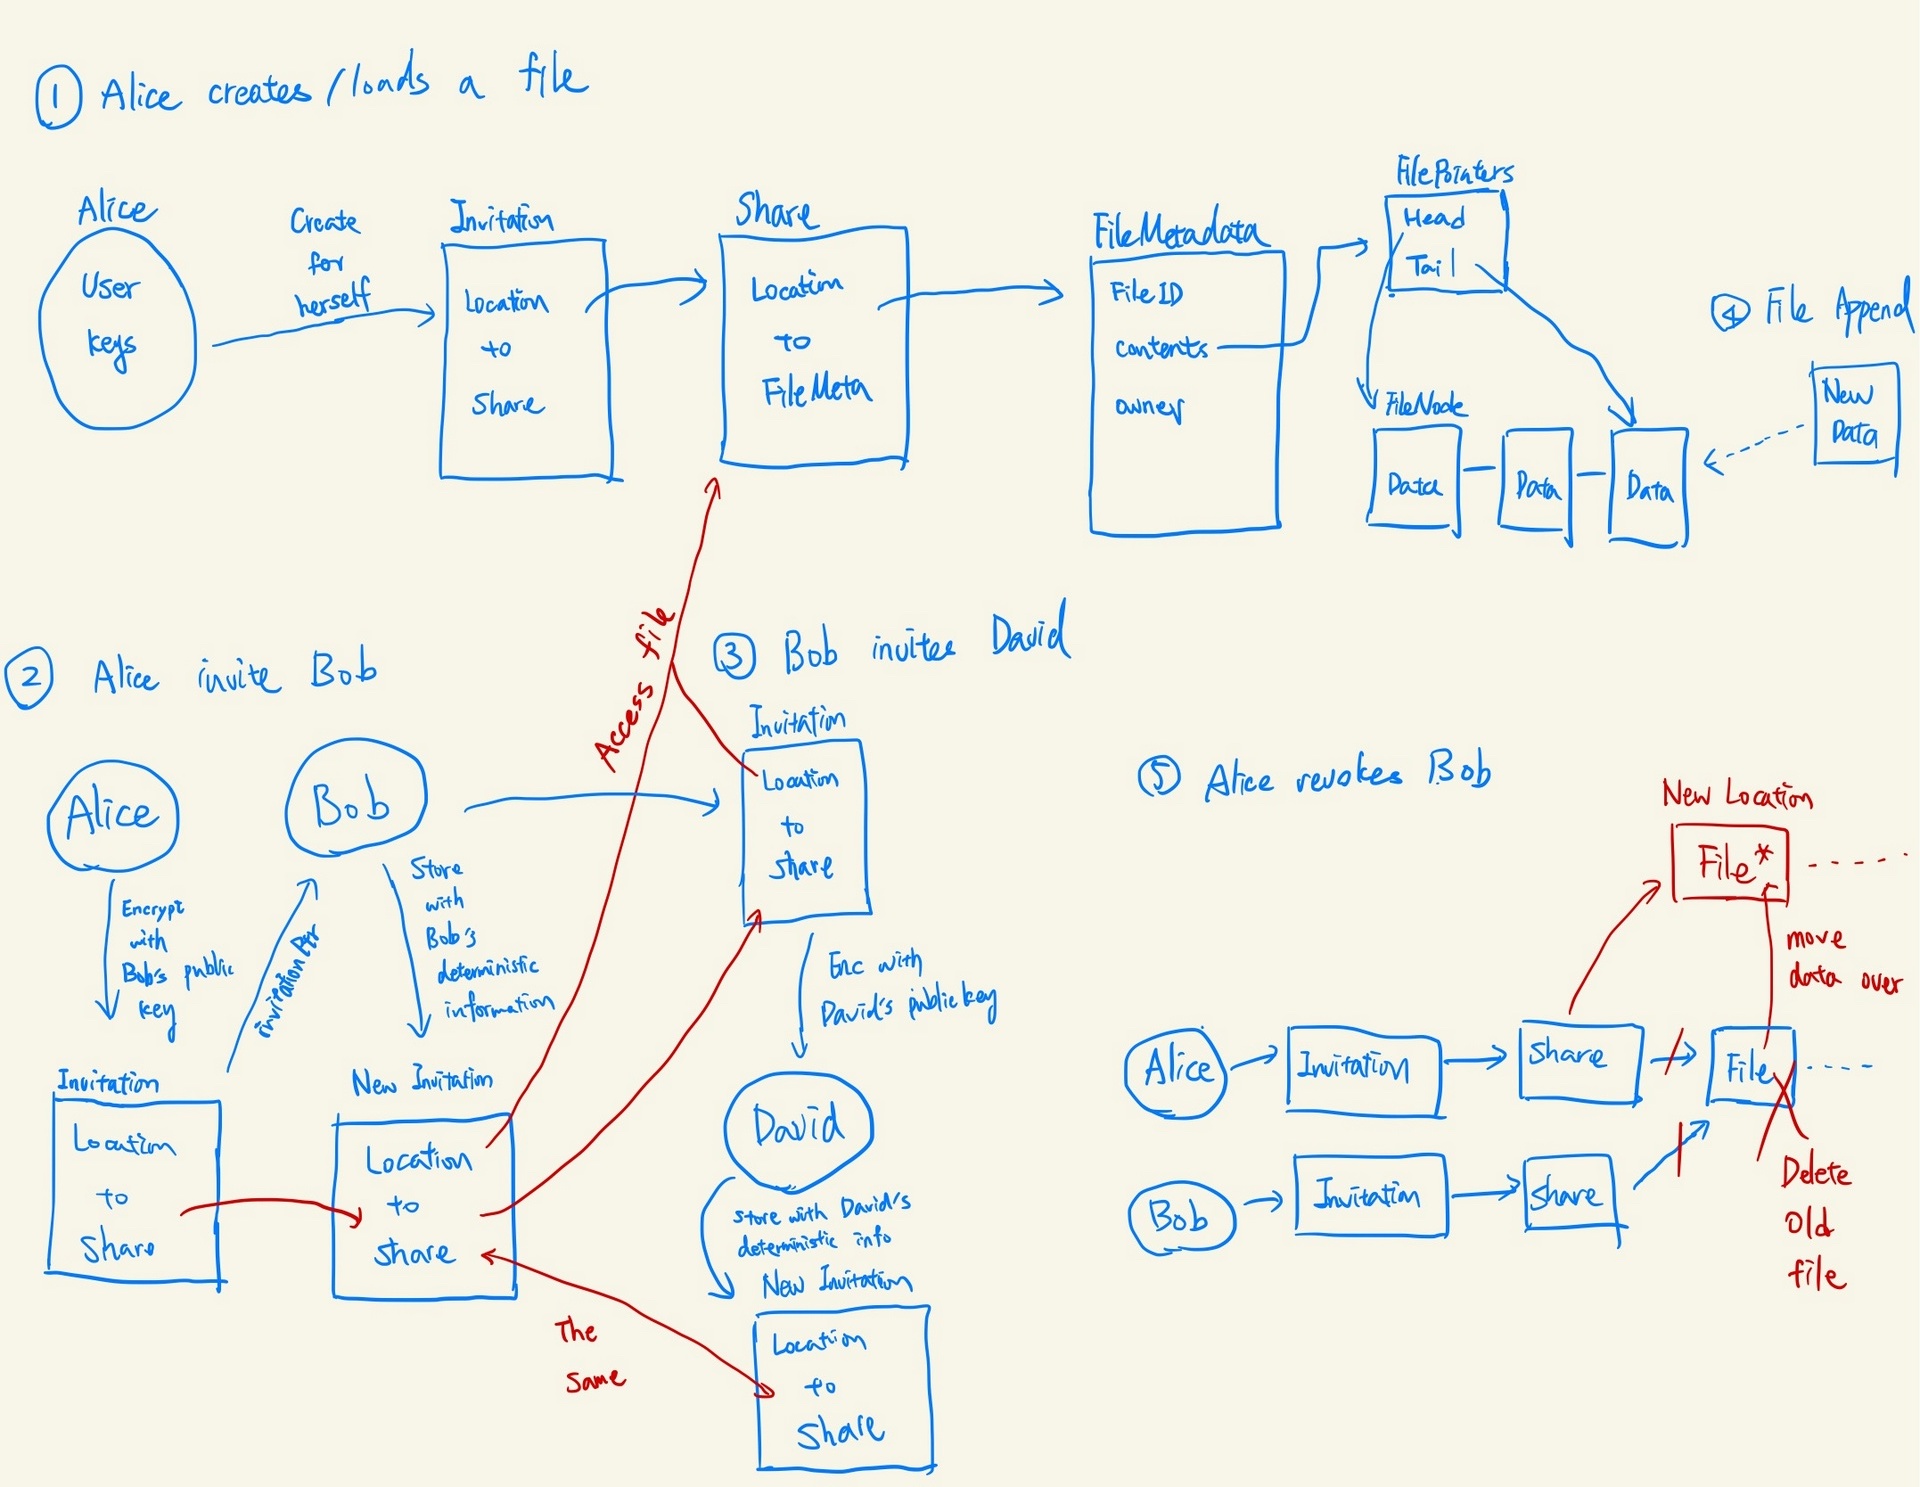 ① Alice creates/loads a file
Alice
User
keys
Create
for
herself
Invitation
Location
to
Share
Share
Location
to
FileMeta
FileMetadata
FileID
contents
owner
FilePointers
Head
Tail
FileNode
Data
Data
Data
④ File Append
New
Data
② Alice invite Bob
Alice
Encrypt
with
Bob's public
key
Invitation
Location
to
Share
invitation Ptr
Bob
Store
with
Bob's
deterministic
information
New Invitation
Location
to
Share
Access file
The
Same
③ Bob invites David
Invitation
Location
to
Share
Enc with
David's public key
David
Store with David's
deterministic info
New Invitation
Location
to
Share
⑤ Alice revokes Bob
New Location
File*
move
data over
Alice
Invitation
Share
File
Bob
Invitation
Share
Delete
Old
file